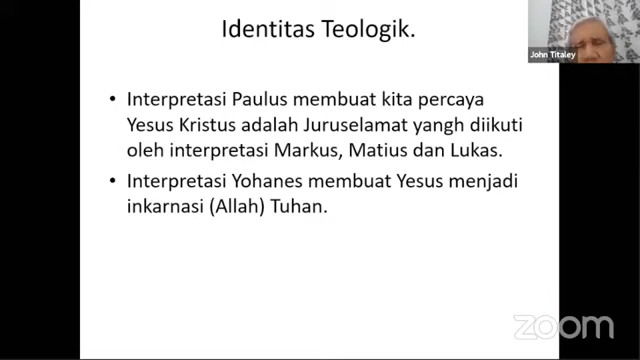 Identitas Teologik.
John Titaley
• Interpretasi Paulus membuat kita percaya
Yesus Kristus adalah Juruselamat yangh diikuti
oleh interpretasi Markus, Matius dan Lukas.
• Interpretasi Yohanes membuat Yesus menjadi
inkarnasi (Allah) Tuhan.
zoom